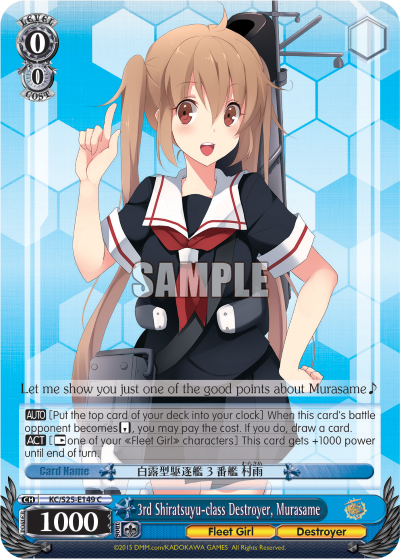 LEVEL
0
0
COST
SAMPLE
Let me show you just one of the good points about Murasame♪
AUTO [Put the top card of your deck into your clock] When this card's battle
opponent becomes [ ], you may pay the cost. If you do, draw a card.
ACT [ one of your «Fleet Girl» characters] This card gets +1000 power
until end of turn.
Card Name 白露型駆逐艦 3 番艦 村雨
CH KC/S25-E149 C 3rd Shiratsuyu-class Destroyer, Murasame
POWER 1000 SOUL Fleet Girl Destroyer
©2015 DMM.com/KADOKAWA GAMES All Rights Reserved.